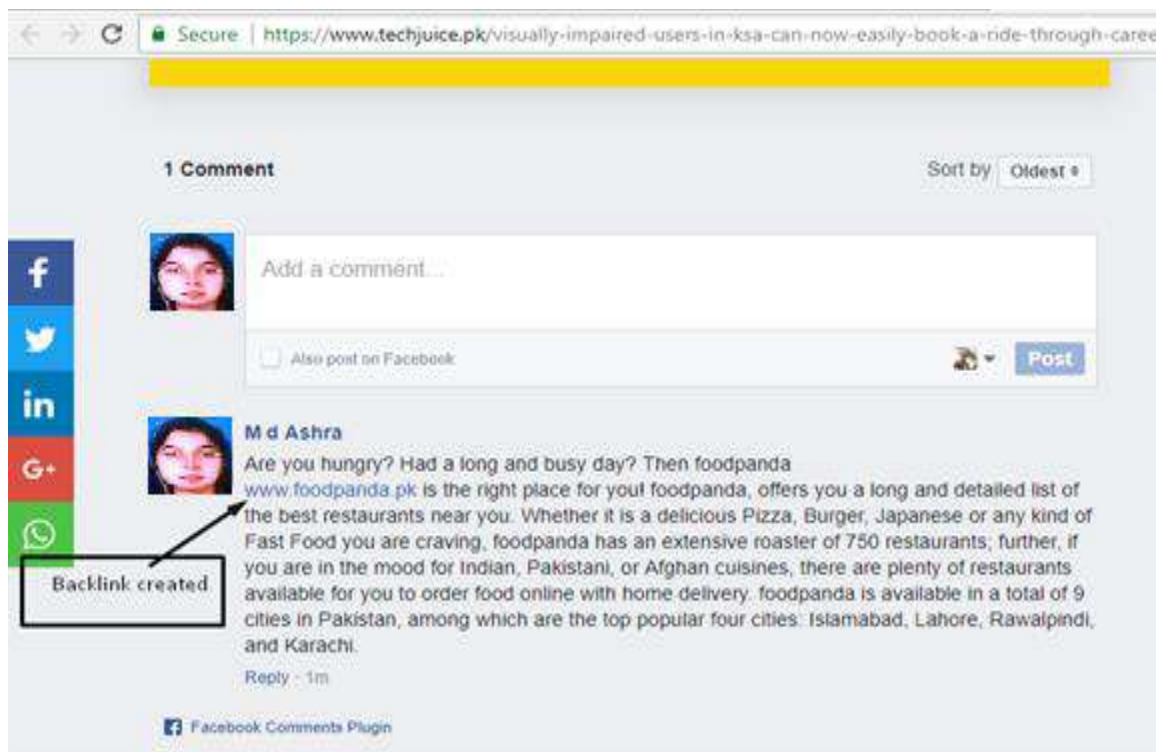 Secure | https://www.techjuice.pk/visually-impaired-users-in-ksa-can-now-easily-book-a-ride-through-caree
1 Comment
Sort by Oldest
f
Add a comment...
Also post on Facebook
Post
in
G+
M d Ashra
Are you hungry? Had a long and busy day? Then foodpanda
www.foodpanda.pk is the right place for you! foodpanda, offers you a long and detailed list of
the best restaurants near you. Whether it is a delicious Pizza, Burger, Japanese or any kind of
Fast Food you are craving, foodpanda has an extensive roaster of 750 restaurants; further, if
you are in the mood for Indian, Pakistani, or Afghan cuisines, there are plenty of restaurants
available for you to order food online with home delivery. foodpanda is available in a total of 9
cities in Pakistan, among which are the top popular four cities: Islamabad, Lahore, Rawalpindi,
and Karachi.
Backlink created
Reply · 1m
Facebook Comments Plugin